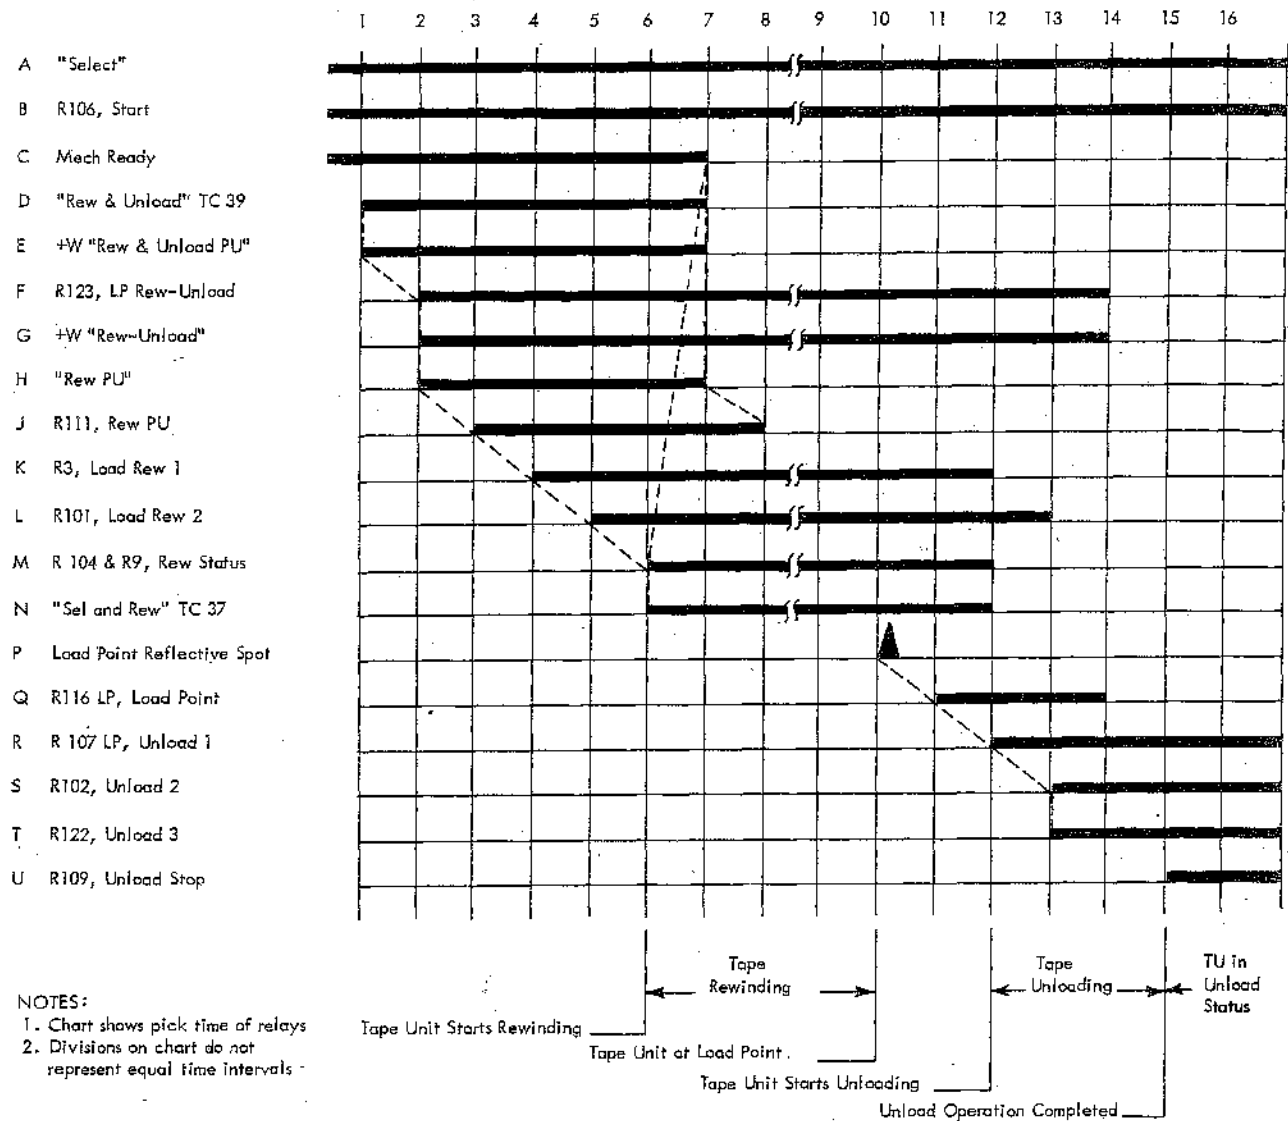 1 2 3 4 5 6 7 8 9 10 11 12 13 14 15 16
A "Select"
B R106, Start
C Mech Ready
D "Rew & Unload" TC 39
E +W "Rew & Unload PU"
F R123, LP Rew-Unload
G +W "Rew-Unload"
H "Rew PU"
J R111, Rew PU
K R3, Load Rew 1
L R101, Load Rew 2
M R 104 & R9, Rew Status
N "Sel and Rew" TC 37
P Load Point Reflective Spot
Q R116 LP, Load Point
R R 107 LP, Unload 1
S R102, Unload 2
T R122, Unload 3
U R109, Unload Stop
Tape
Rewinding
Tape
Unloading
TU in
Unload
Status
NOTES:
1. Chart shows pick time of relays
2. Divisions on chart do not
represent equal time intervals
Tape Unit Starts Rewinding
Tape Unit at Load Point
Tape Unit Starts Unloading
Unload Operation Completed